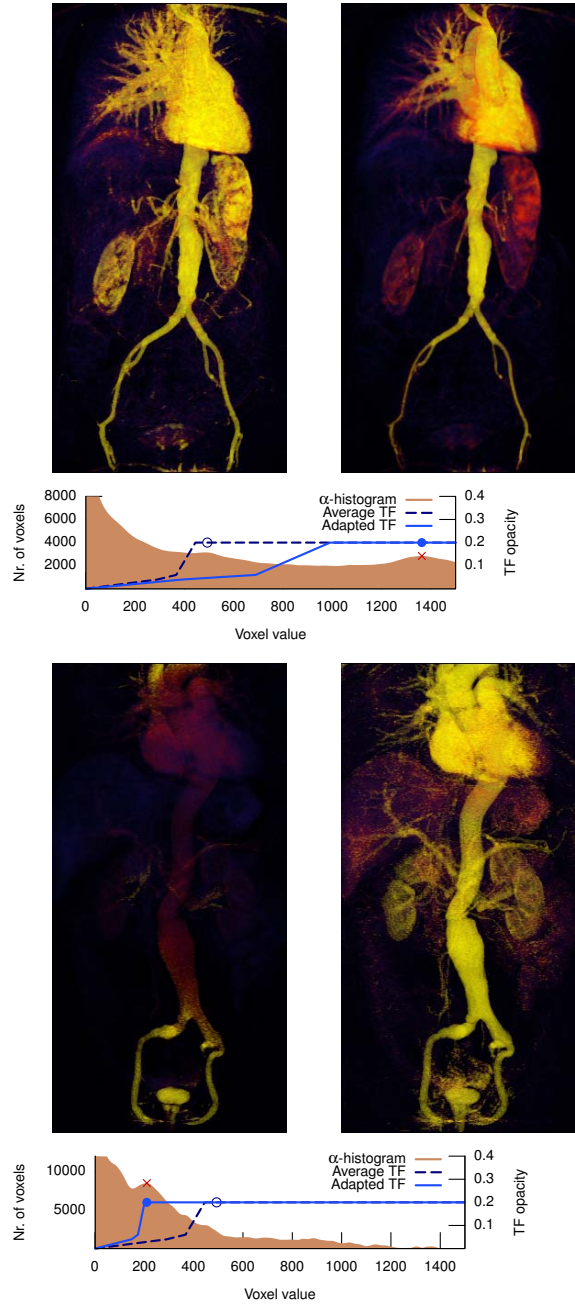 8000
6000
4000
2000
Nr. of voxels
α-histogram
Average TF
Adapted TF
0.4
0.3
0.2
0.1
TF opacity
0 200 400 600 800 1000 1200 1400
Voxel value
10000
5000
Nr. of voxels
α-histogram
Average TF
Adapted TF
0.4
0.3
0.2
0.1
TF opacity
0 200 400 600 800 1000 1200 1400
Voxel value